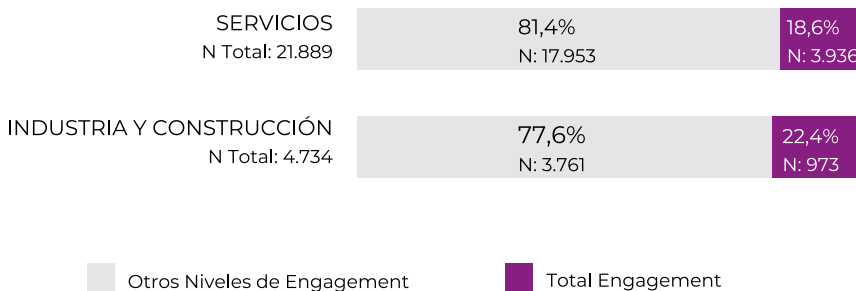 SERVICIOS
N Total: 21.889
81,4%
N: 17.953
18,6%
N: 3.936
INDUSTRIA Y CONSTRUCCIÓN
N Total: 4.734
77,6%
N: 3.761
22,4%
N: 973
Otros Niveles de Engagement
Total Engagement